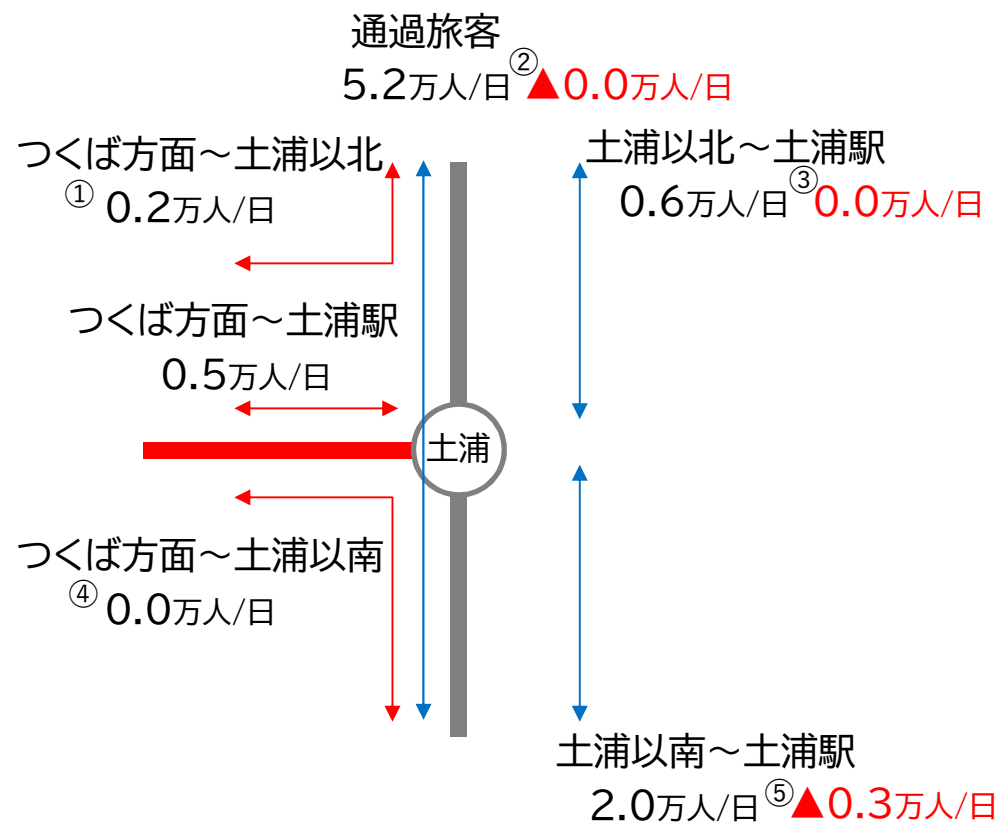 通過旅客
5.2万人/日②▲0.0万人/日
つくば方面～土浦以北
① 0.2万人/日
土浦以北～土浦駅
0.6万人/日③0.0万人/日
つくば方面～土浦駅
0.5万人/日
土浦
つくば方面～土浦以南
④ 0.0万人/日
土浦以南～土浦駅
2.0万人/日⑤▲0.3万人/日